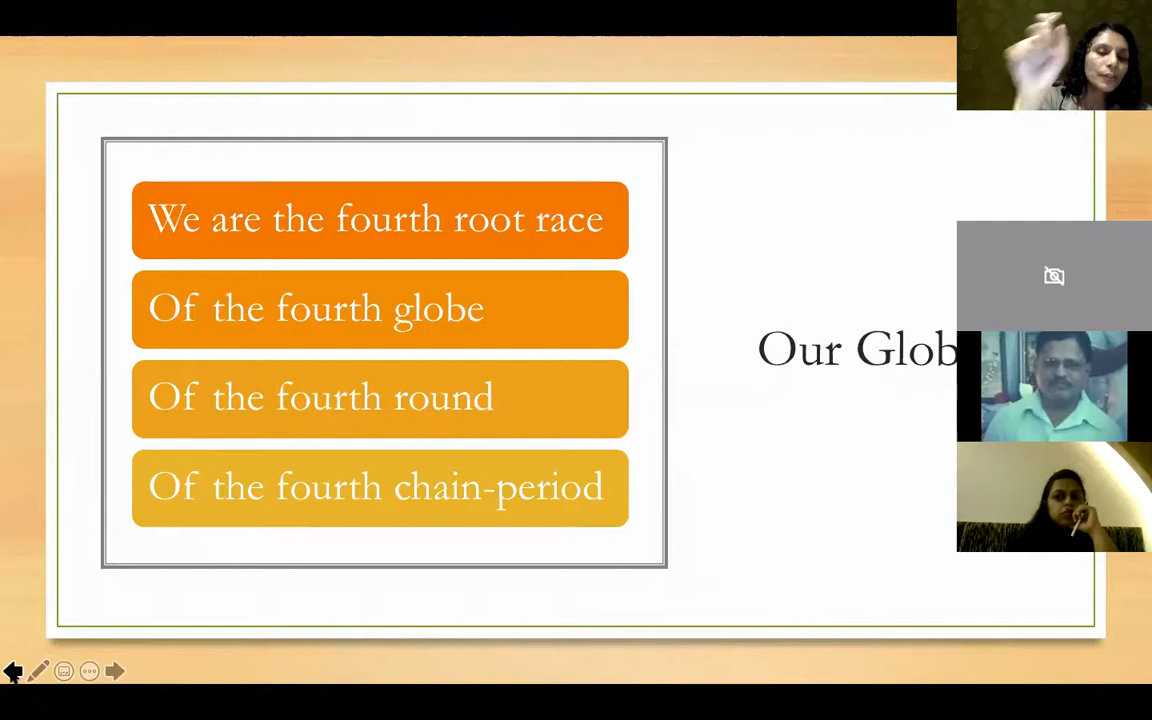 We are the fourth root race
Of the fourth globe
Of the fourth round
Of the fourth chain-period
Our Glob